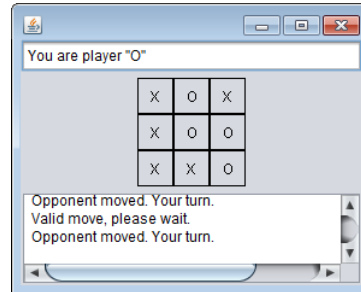 You are player "O"
X O X
X O O
X X O
Opponent moved. Your turn.
Valid move, please wait.
Opponent moved. Your turn.